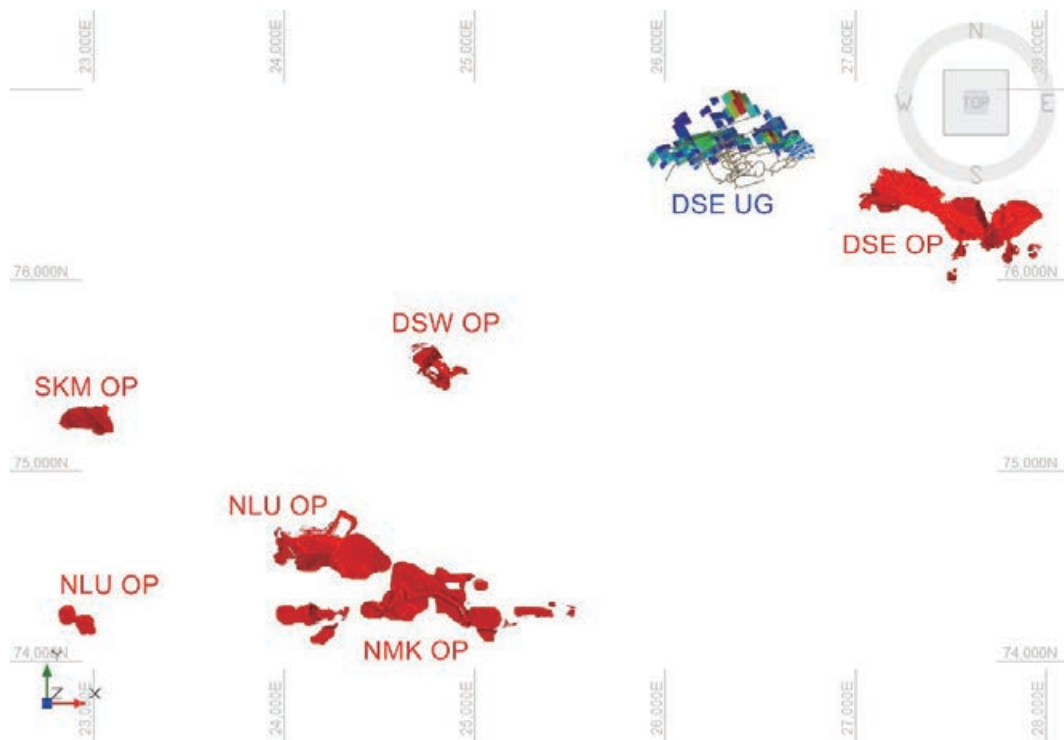 23,000E
24,000E
25,000E
26,000E
27,000E
28,000E
N
W
TOP
E
S
DSE UG
DSE OP
76,000N
76,000N
DSW OP
SKM OP
75,000N
75,000N
NLU OP
NLU OP
NMK OP
74,000N
74,000N
Y
Z
X
23,000E
24,000E
25,000E
26,000E
27,000E
28,000E